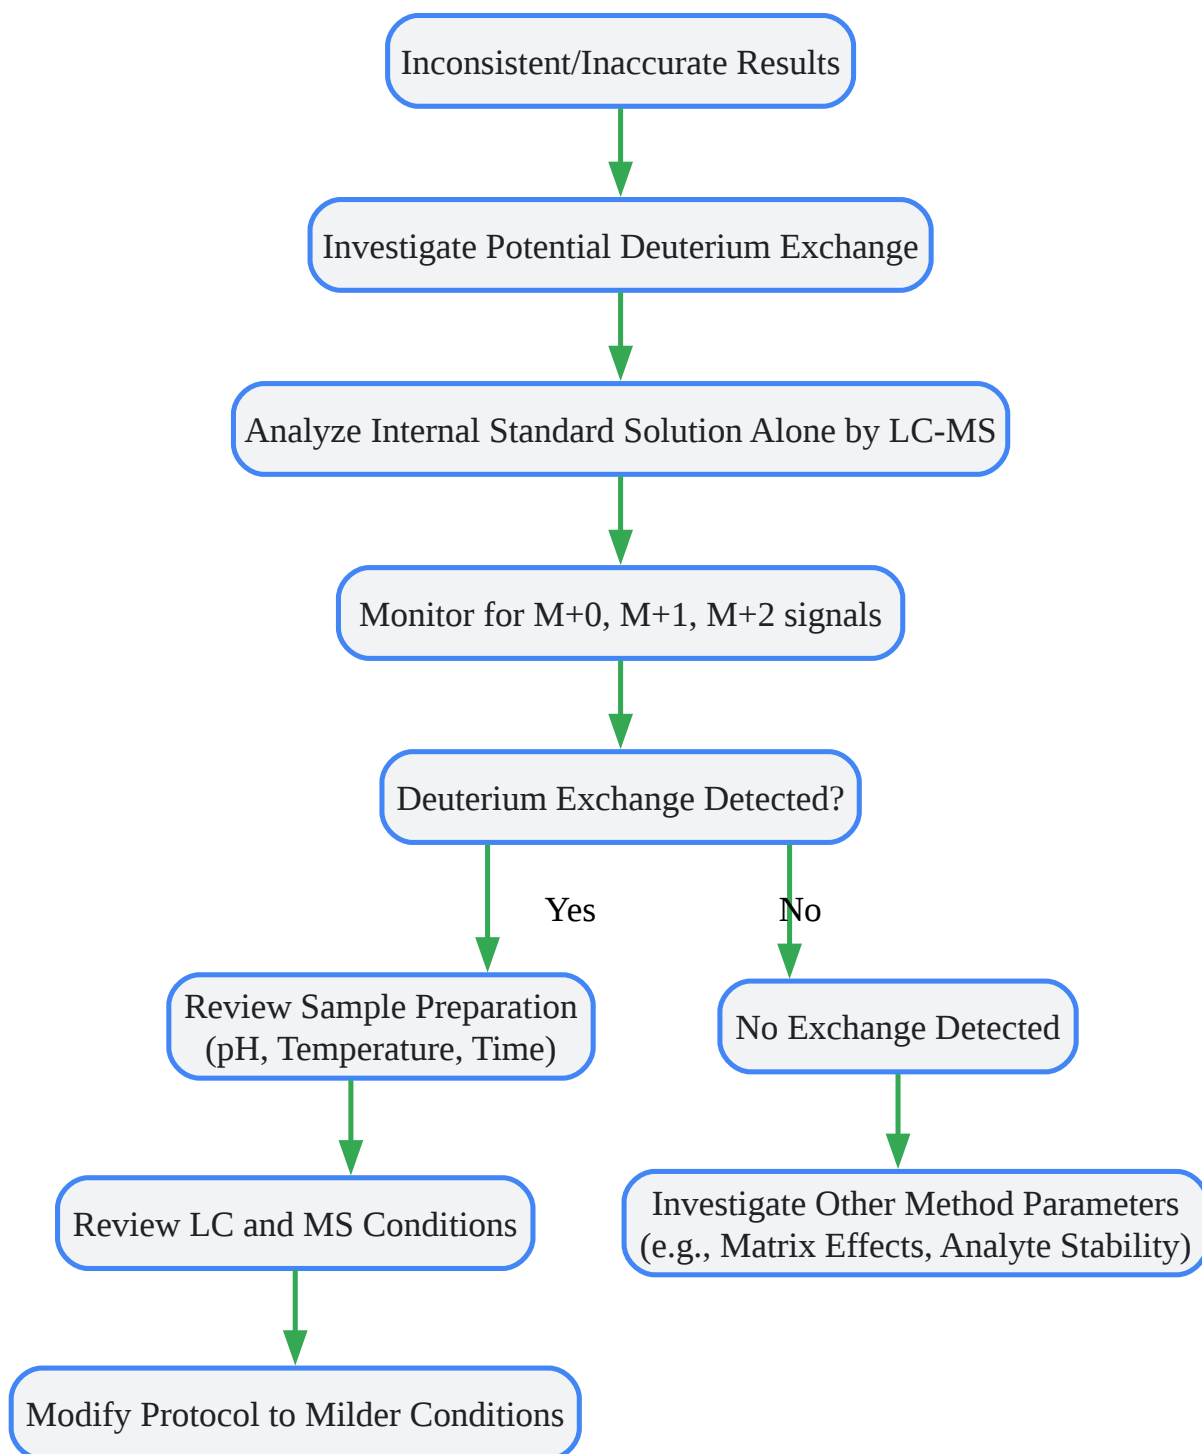 Inconsistent/Inaccurate Results
Investigate Potential Deuterium Exchange
Analyze Internal Standard Solution Alone by LC-MS
Monitor for M+0, M+1, M+2 signals
Deuterium Exchange Detected?
Yes
No
Review Sample Preparation
(pH, Temperature, Time)
No Exchange Detected
Review LC and MS Conditions
Investigate Other Method Parameters
(e.g., Matrix Effects, Analyte Stability)
Modify Protocol to Milder Conditions